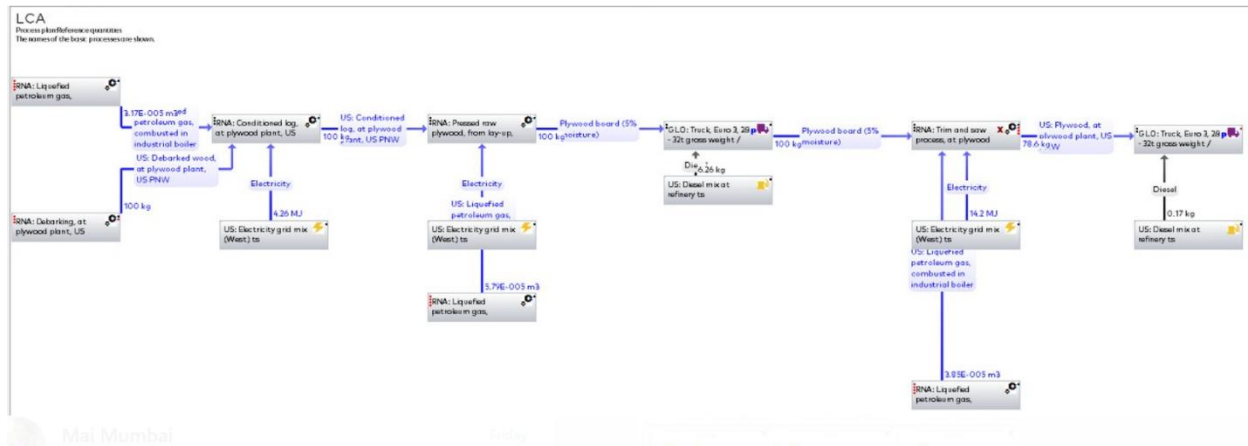 LCA
Process plan:Reference quantities
The names of the basic processes are shown.
RNA: Liquefied
petroleum gas,
3.17E-005 m3
petroleum gas,
combusted in
industrial boiler
US: Debarked wood,
at plywood plant,
US PNW
100 kg
RNA: Debarking, at
plywood plant, US
RNA: Conditioned log,
at plywood plant, US
Electricity
4.26 MJ
US: Electricity grid mix
(West) ts
US: Conditioned
log, at plywood
100 kg
plant, US PNW
RNA: Pressed raw
plywood, from lay-up,
Electricity
US: Liquefied
petroleum gas,
US: Electricity grid mix
(West) ts
5.79E-005 m3
RNA: Liquefied
petroleum gas,
Plywood board (5%
100 kg
moisture)
GLO: Truck, Euro 3, 28
- 32t gross weight /
6.26 kg
US: Diesel mix at
refinery ts
Plywood board (5%
100 kg
moisture)
RNA: Trim and saw
process, at plywood
Electricity
14.2 MJ
US: Electricity grid mix
(West) ts
US: Liquefied
petroleum gas,
combusted in
industrial boiler
3.85E-005 m3
RNA: Liquefied
petroleum gas,
US: Plywood, at
plywood plant, US
78.6 kg
GLO: Truck, Euro 3, 28
- 32t gross weight /
Diesel
0.17 kg
US: Diesel mix at
refinery ts
Mai Mumbai